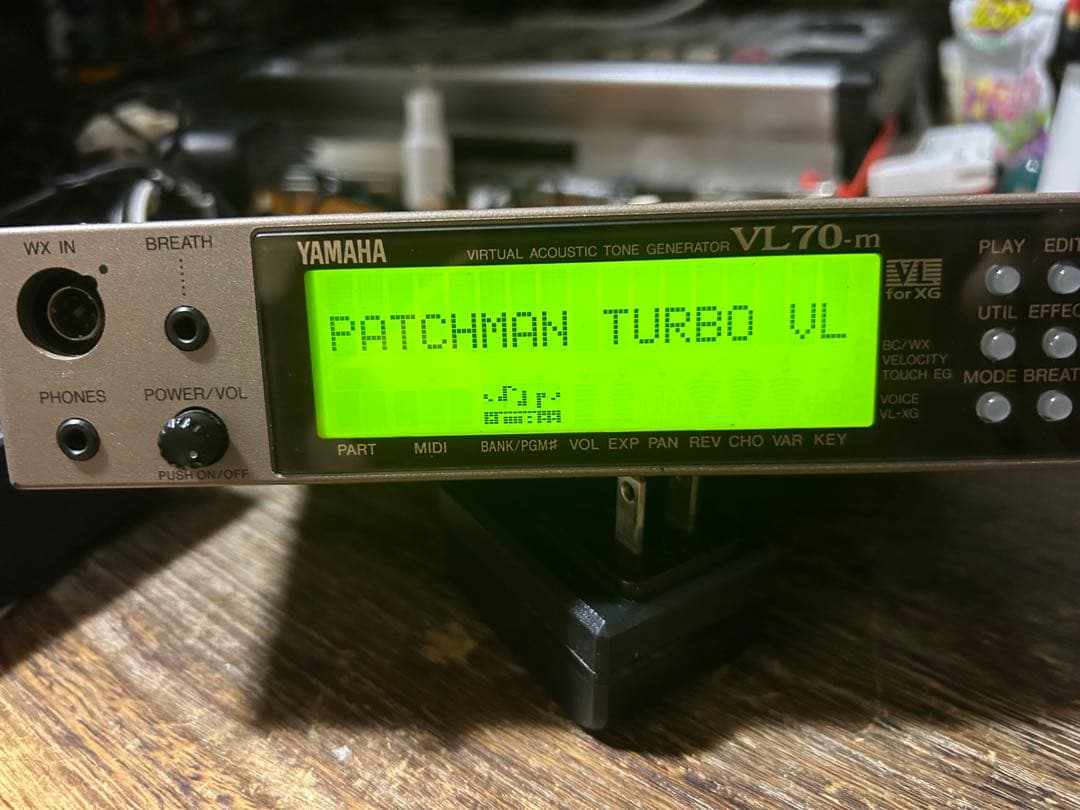 WX IN
BREATH
PHONES
POWER/VOL
PUSH ON/OFF
YAMAHA
VIRTUAL ACOUSTIC TONE GENERATOR VL70-m
PATCHMAN TURBO VL
PART MIDI BANK/PGM# VOL EXP PAN REV CHO VAR KEY
VL
for XG
BC/WX
VELOCITY
TOUCH EG
VOICE
VL-XG
PLAY EDIT
UTIL EFFEC
MODE BREAT